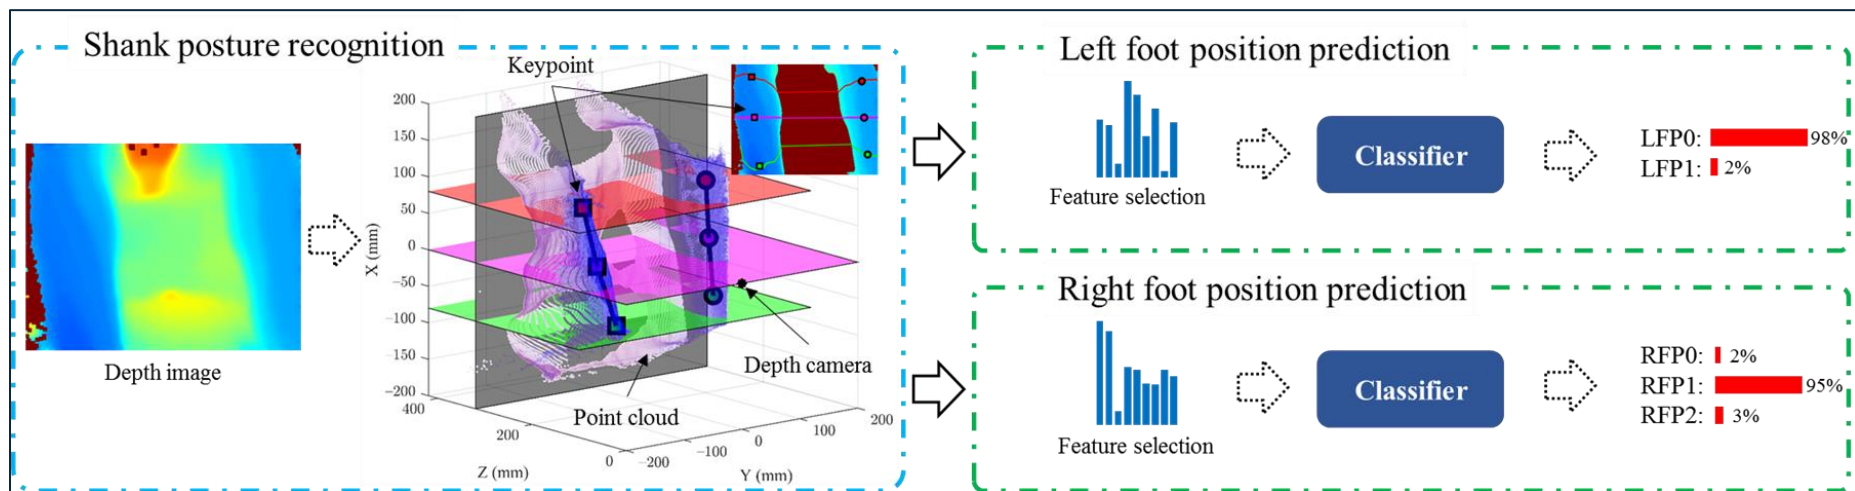 Shank posture recognition
Depth image
Keypoint
200
150
100
50
0
−50
−100
−150
−200
X (mm)
400
200
0
Z (mm)
−200
−100
0
100
200
Y (mm)
Point cloud
Depth camera
Left foot position prediction
Feature selection
Classifier
LFP0: 98%
LFP1: 2%
Right foot position prediction
Feature selection
Classifier
RFP0: 2%
RFP1: 95%
RFP2: 3%